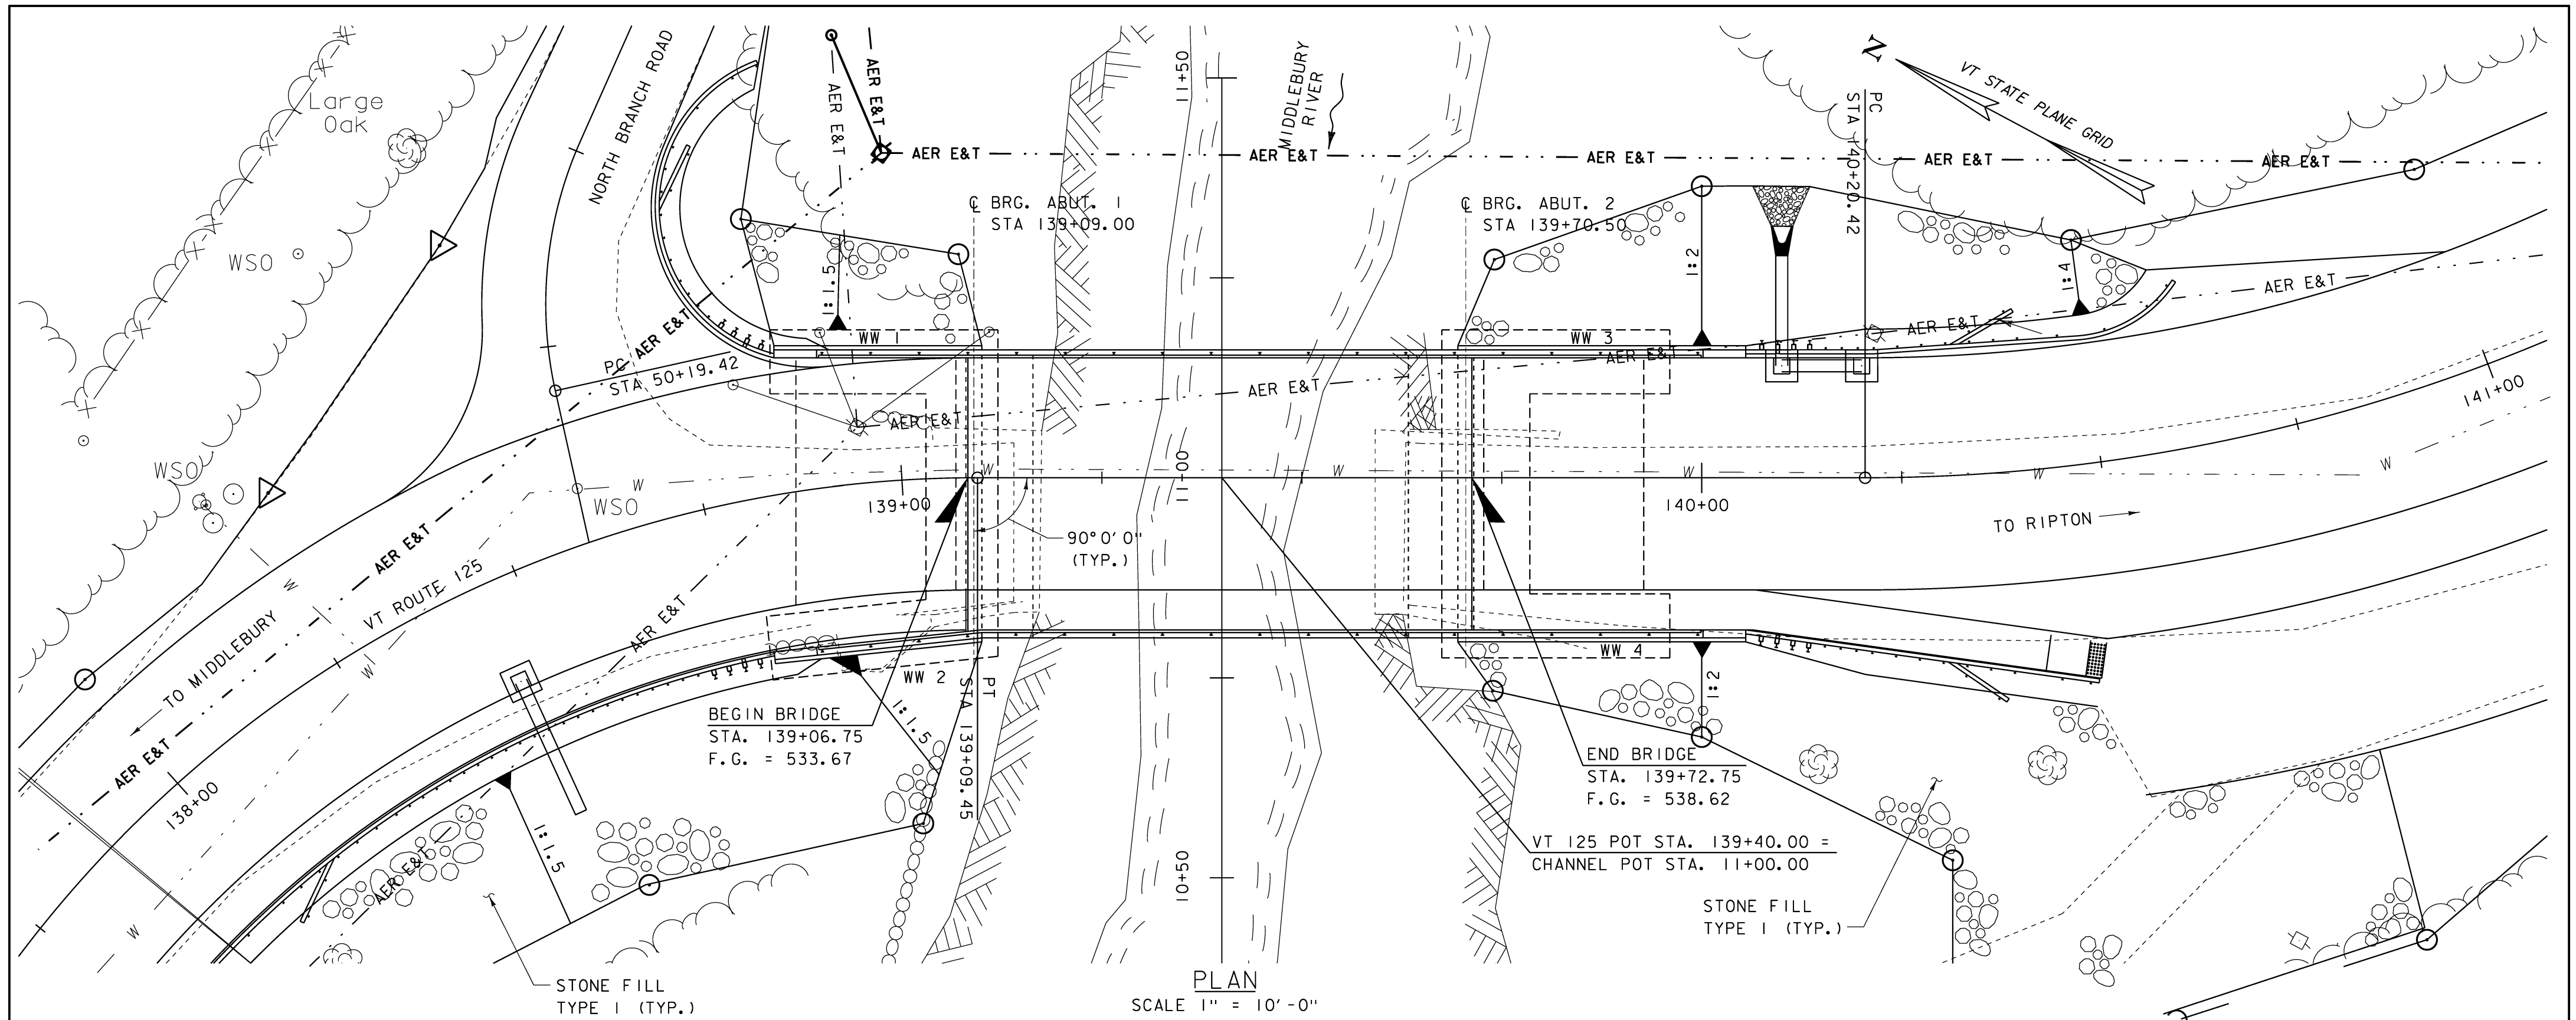 Large
Oak
NORTH BRANCH ROAD
AER E&T
AER E&T
AER E&T
AER E&T
AER E&T
AER E&T
AER E&T
AER E&T
11+50
MIDDLEBURY
RIVER
PC
STA 140+20.42
N
VT STATE PLANE GRID
WSO
℄ BRG. ABUT. 1
STA 139+09.00
℄ BRG. ABUT. 2
STA 139+70.50
1:1.5
1:2
1:4
AER E&T
AER E&T
AER E&T
WW 1
WW 3
AER E&T
PC
STA 50+19.42
AER E&T
AER E&T
141+00
WSO
WSO
W
W
W
W
W
W
W
139+00
11+00
140+00
90°0'0"
(TYP.)
TO RIPTON
AER E&T
VT ROUTE 125
W
W
AER E&T
TO MIDDLEBURY
AER E&T
138+00
W
AER E&T
WW 2
WW 4
PT
STA 139+09.45
1:1.5
1:2
1:1.5
BEGIN BRIDGE
STA. 139+06.75
F.G. = 533.67
END BRIDGE
STA. 139+72.75
F.G. = 538.62
VT 125 POT STA. 139+40.00 =
CHANNEL POT STA. 11+00.00
10+50
STONE FILL
TYPE I (TYP.)
STONE FILL
TYPE I (TYP.)
PLAN
SCALE 1" = 10'-0"